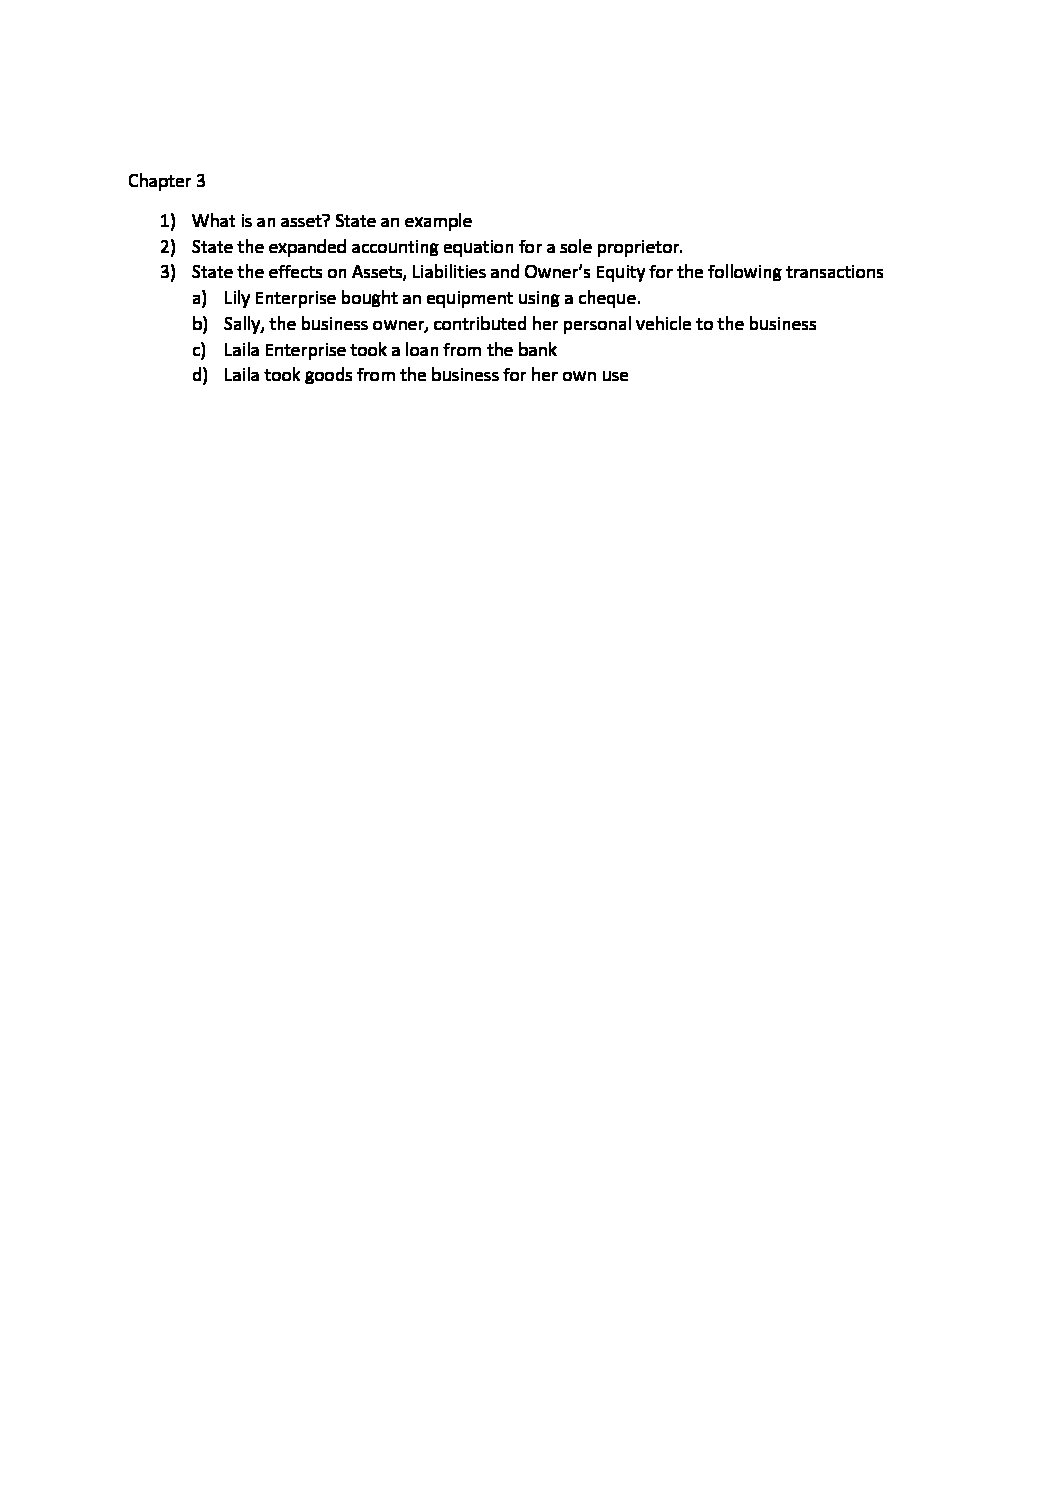 Chapter 3
1) What is an asset? State an example
2) State the expanded accounting equation for a sole proprietor.
3) State the effects on Assets, Liabilities and Owner's Equity for the following transactions
a) Lily Enterprise bought an equipment using a cheque.
b) Sally, the business owner, contributed her personal vehicle to the business
c) Laila Enterprise took a loan from the bank
d) Laila took goods from the business for her own use